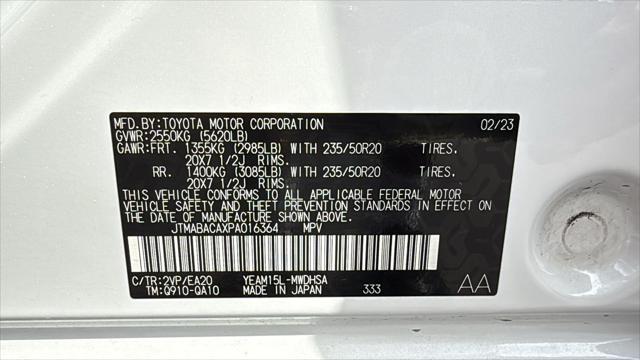 MFD.BY:TOYOTA MOTOR CORPORATION 02/23
GVWR:2550KG (5620LB)
GAWR:FRT. 1355KG (2985LB) WITH 235/50R20 TIRES.
20X7 1/2J RIMS.
RR. 1400KG (3085LB) WITH 235/50R20 TIRES.
20X7 1/2J RIMS.
THIS VEHICLE CONFORMS TO ALL APPLICABLE FEDERAL MOTOR
VEHICLE SAFETY AND THEFT PREVENTION STANDARDS IN EFFECT ON
THE DATE OF MANUFACTURE SHOWN ABOVE.
JTMABACAXPA016364 MPV
C/TR:2VP/EA20 YEAM15L-MWDHSA
TM:Q910-QA10 MADE IN JAPAN 333 AA